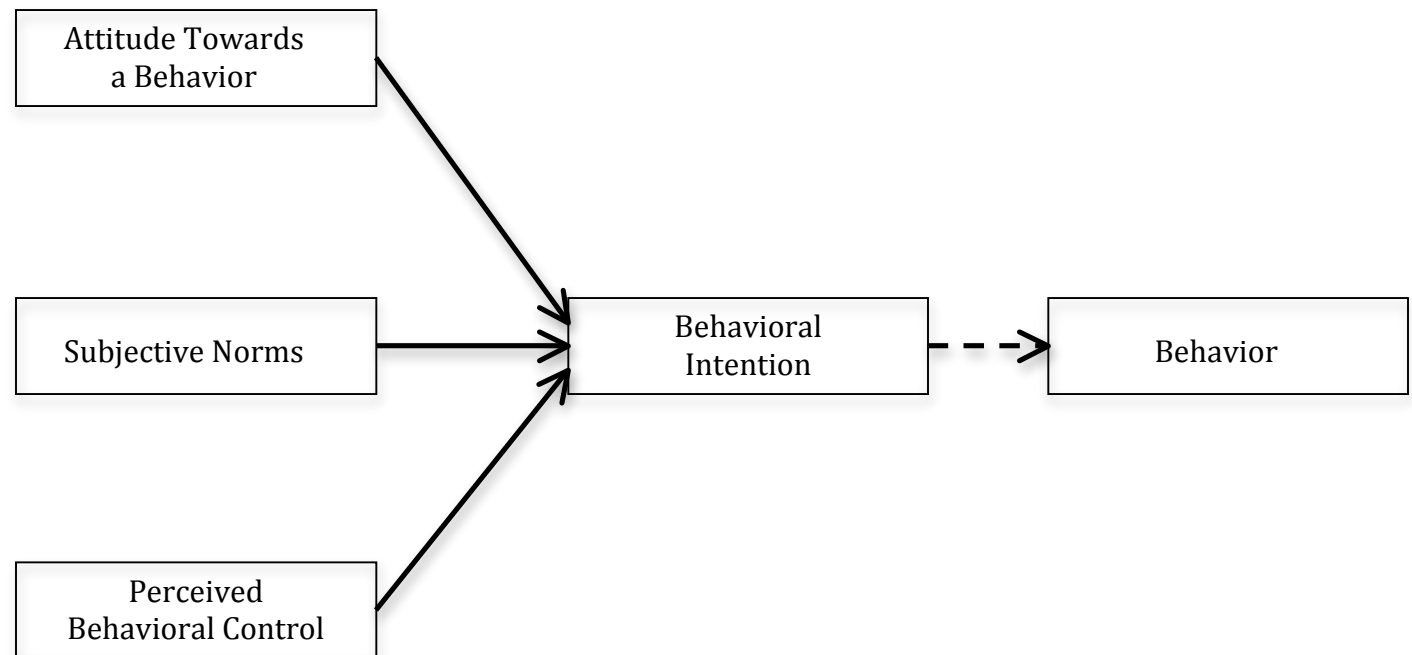 Attitude Towards
a Behavior
Subjective Norms
Behavioral
Intention
Behavior
Perceived
Behavioral Control